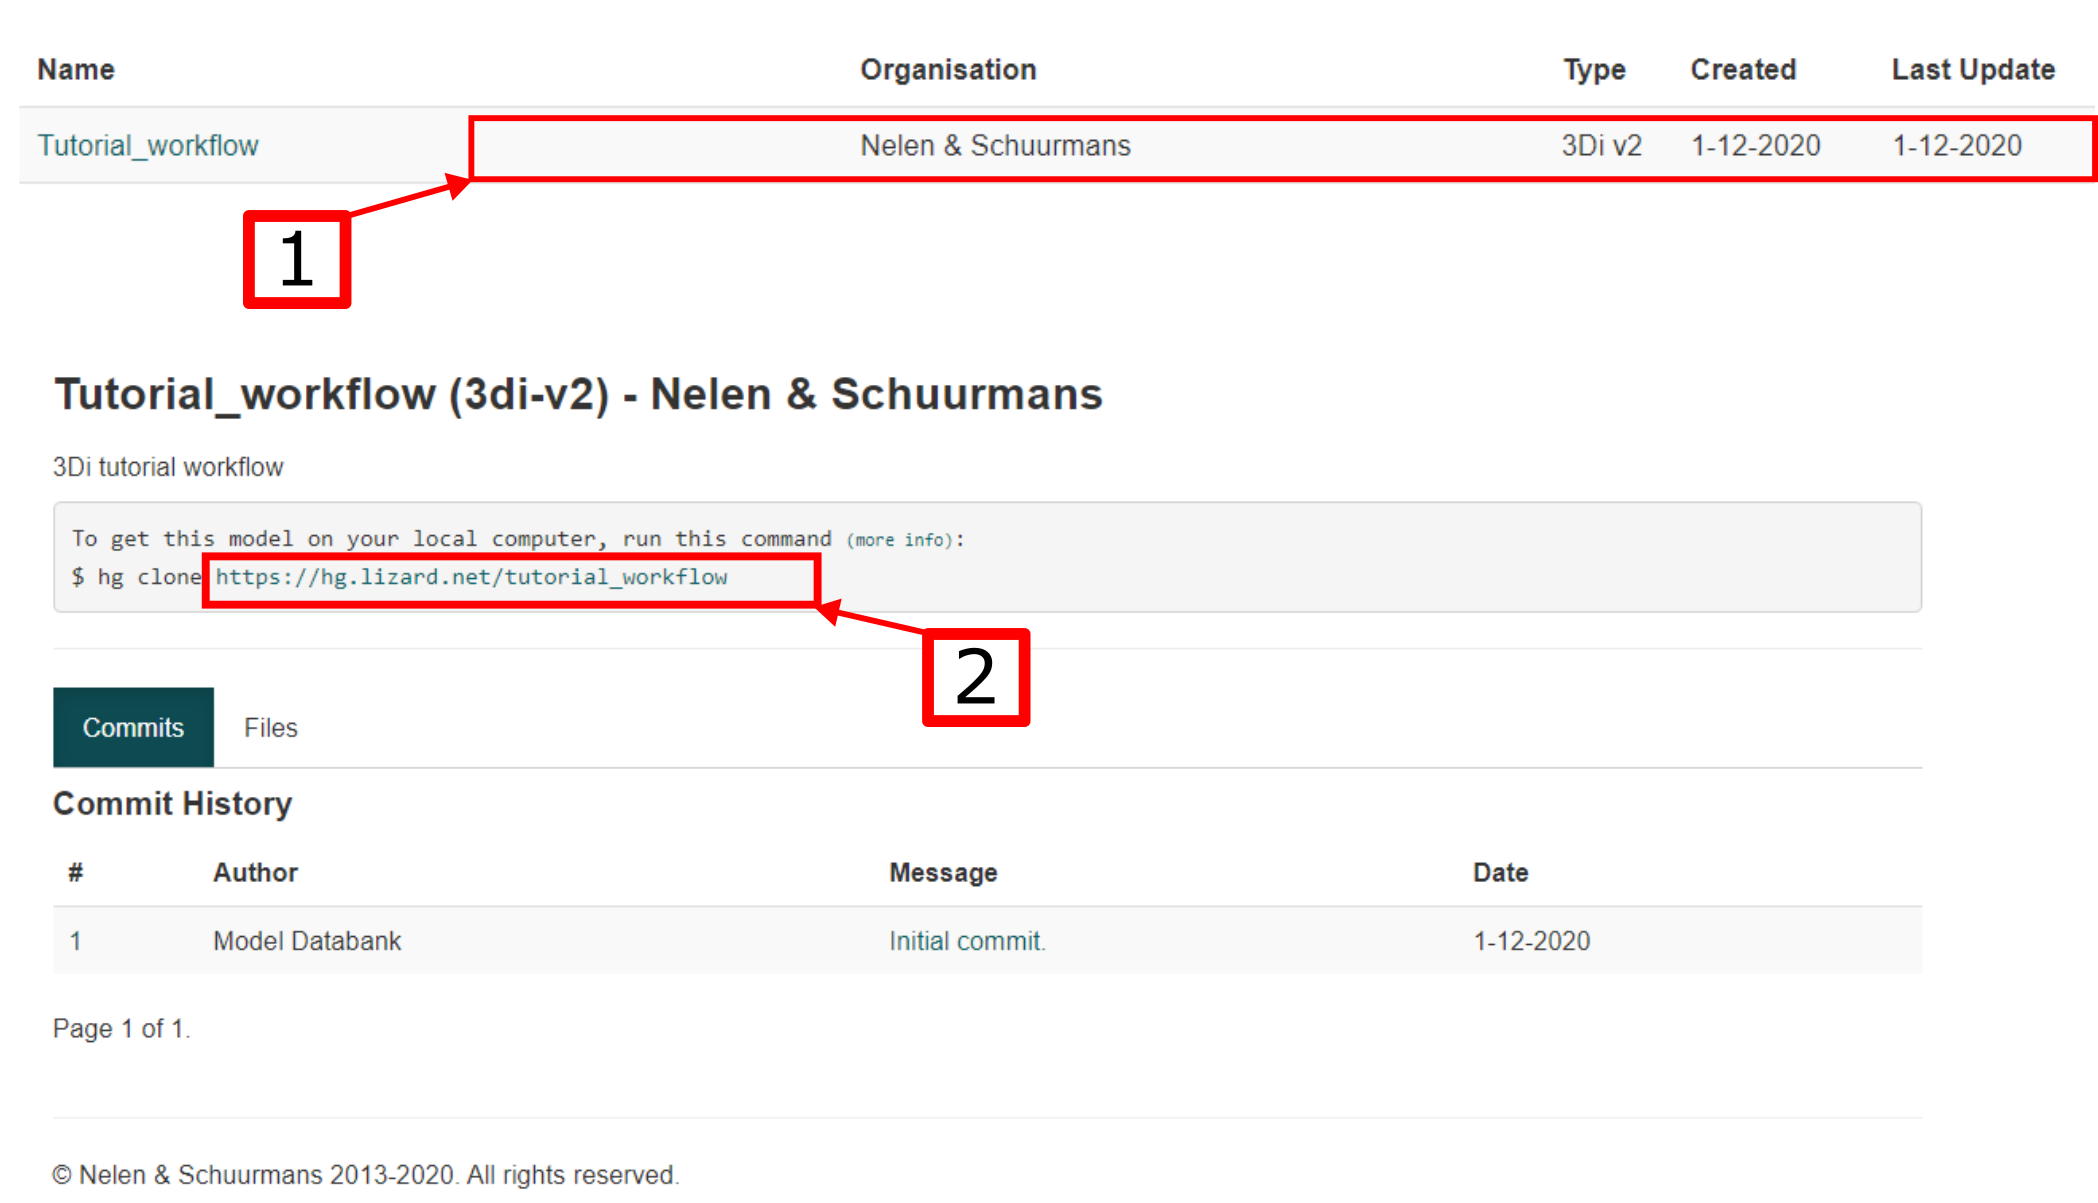 Name Organisation Type Created Last Update
Tutorial_workflow Nelen & Schuurmans 3Di v2 1-12-2020 1-12-2020
1
Tutorial_workflow (3di-v2) - Nelen & Schuurmans
3Di tutorial workflow
To get this model on your local computer, run this command (more info):
$ hg clone https://hg.lizard.net/tutorial_workflow
2
Commits Files
Commit History
# Author Message Date
1 Model Databank Initial commit. 1-12-2020
Page 1 of 1.
© Nelen & Schuurmans 2013-2020. All rights reserved.